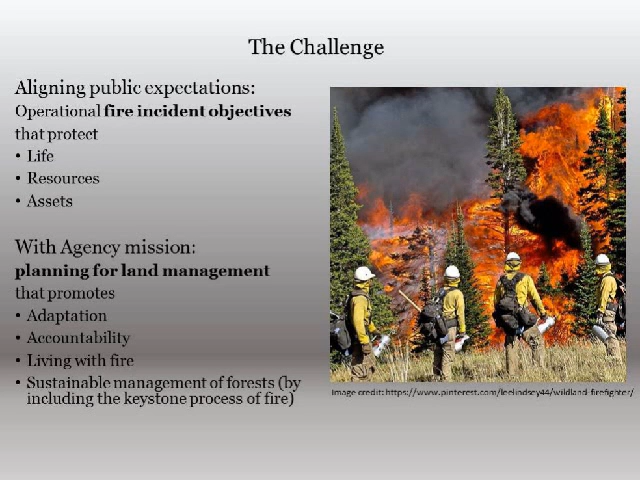 The Challenge
Aligning public expectations:
Operational fire incident objectives
that protect
• Life
• Resources
• Assets
With Agency mission:
planning for land management
that promotes
• Adaptation
• Accountability
• Living with fire
• Sustainable management of forests (by
including the keystone process of fire)
Image credit: https://www.pinterest.com/leelindsey44/wildland-firefighter/